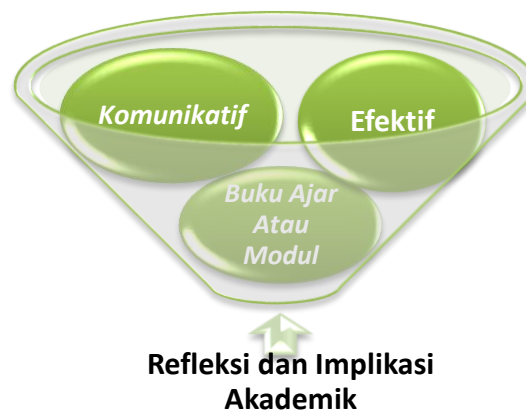 Komunikatif
Efektif
Buku Ajar
Atau
Modul
Refleksi dan Implikasi
Akademik